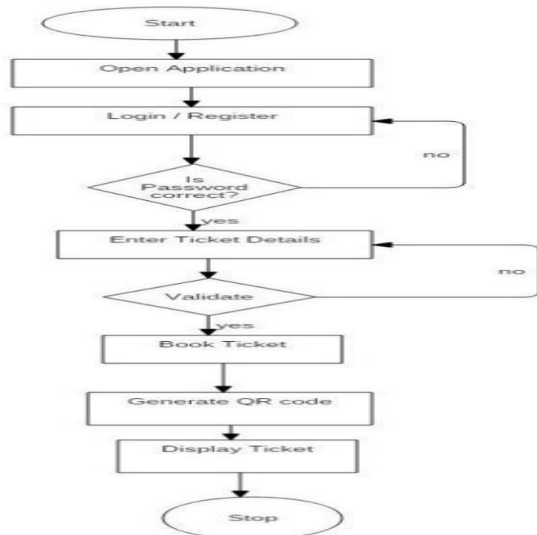 Start
Open Application
Login / Register
no
Is
Password
correct?
yes
Enter Ticket Details
no
Validate
yes
Book Ticket
Generate QR code
Display Ticket
Stop